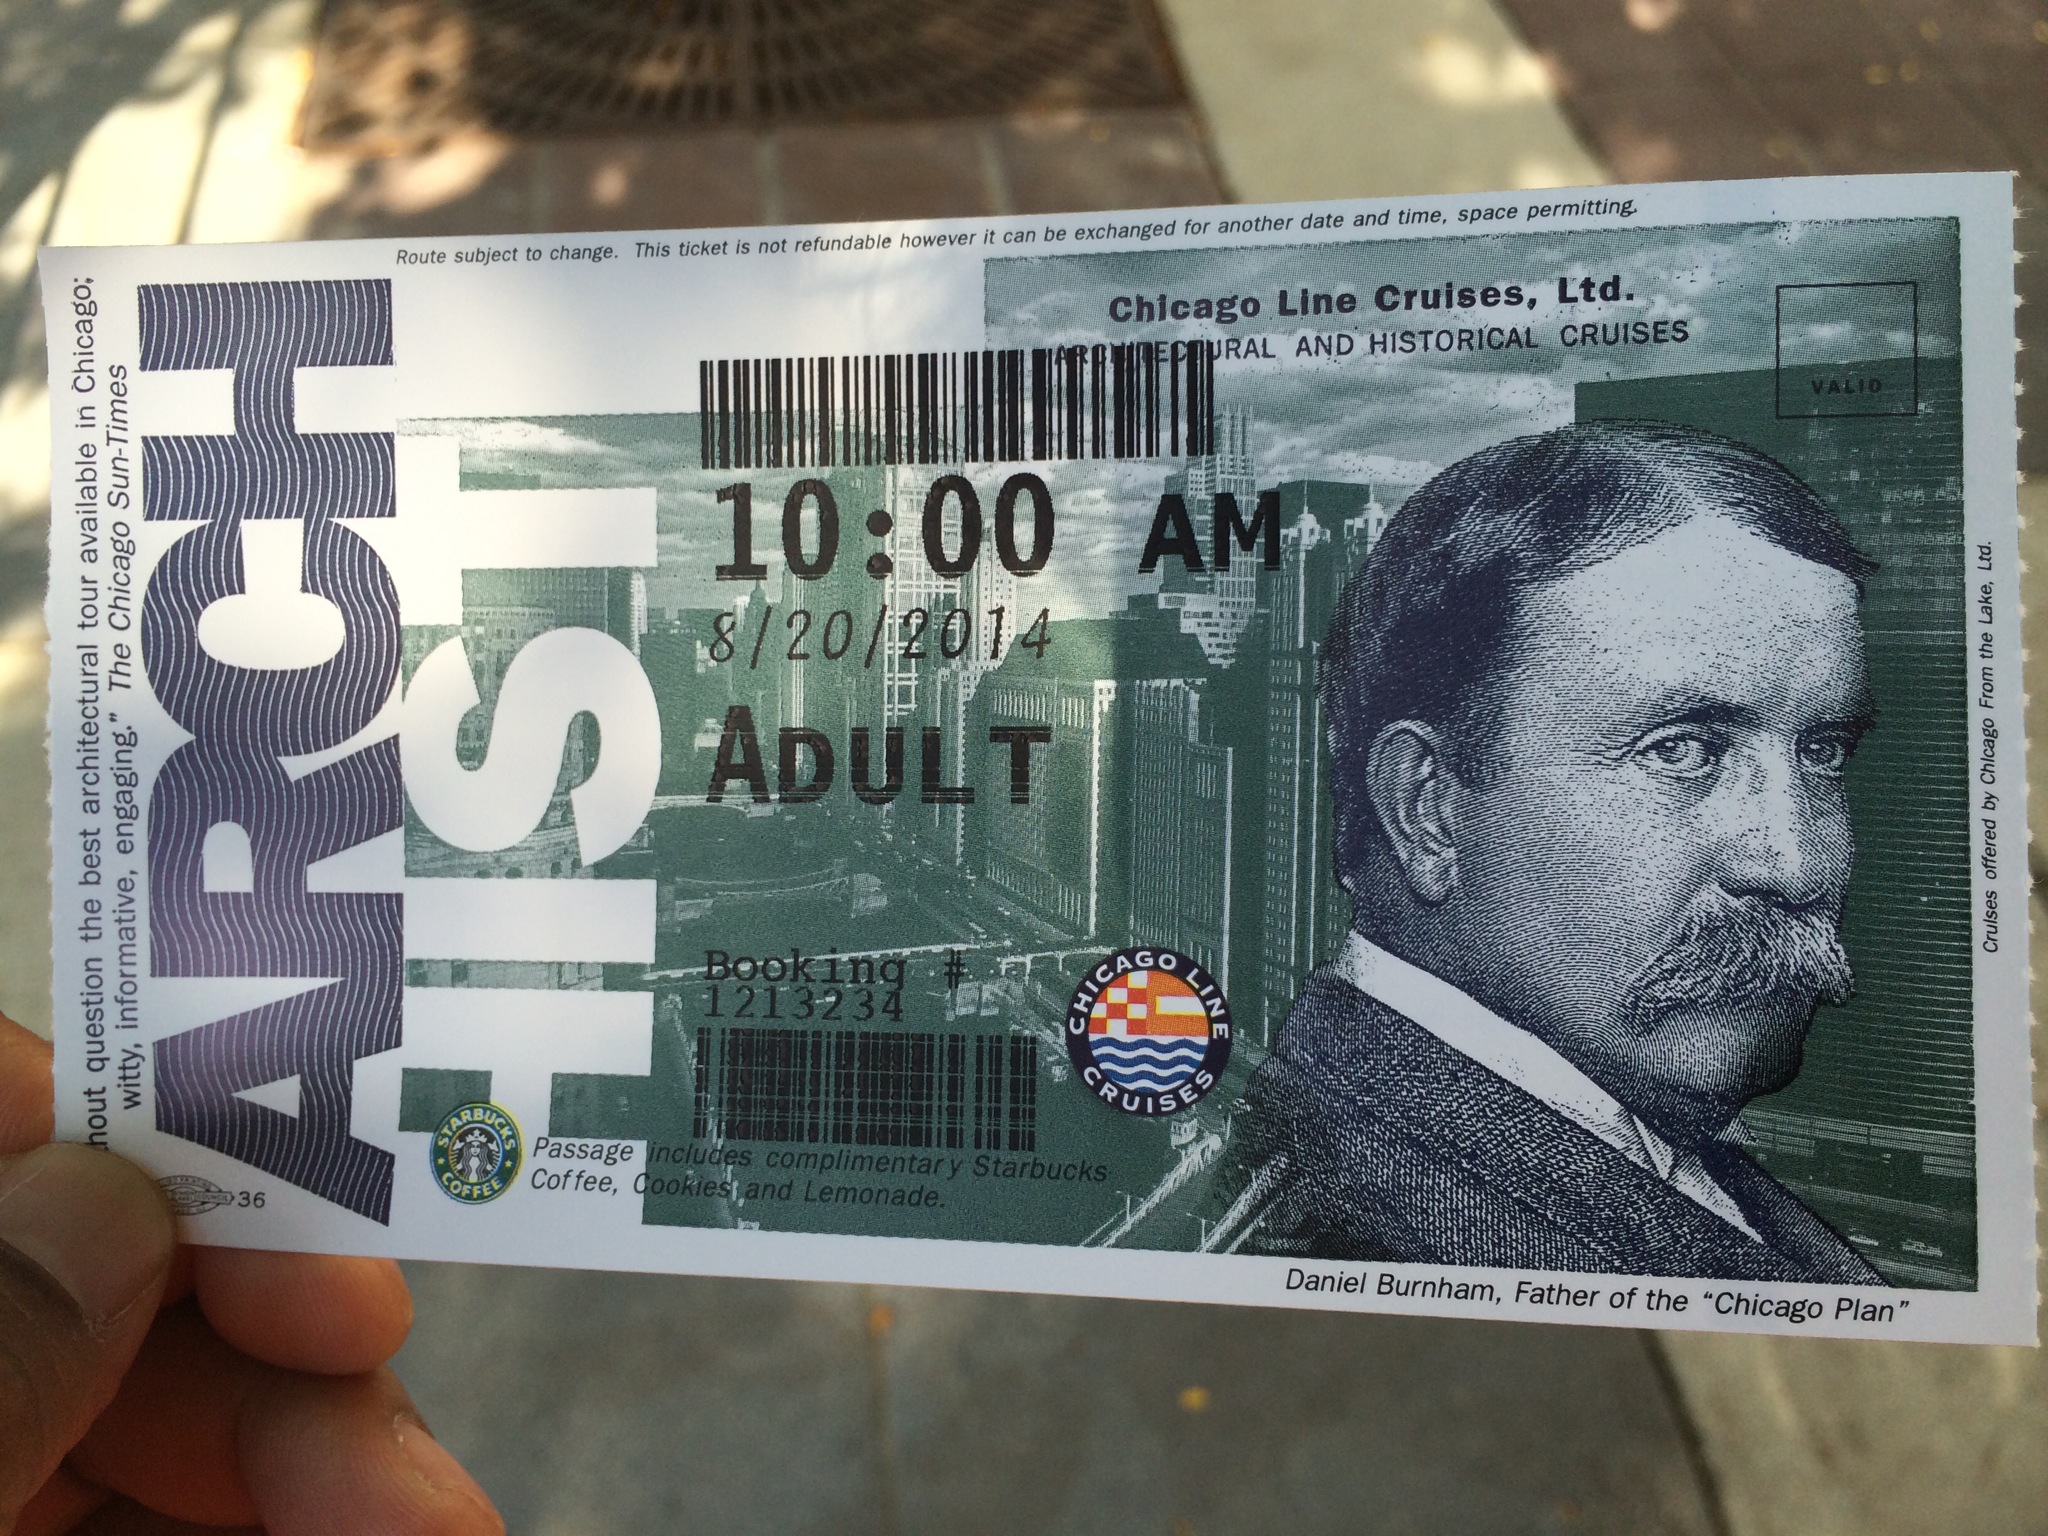 Route subject to change. This ticket is not refundable however it can be exchanged for another date and time, space permitting.
question the best architectural tour available in Chicago;
witty, informative, engaging." The Chicago Sun-Times
ARCH
HIST
Chicago Line Cruises, Ltd.
ARCHITECTURAL AND HISTORICAL CRUISES
VALID
10:00 AM
8/20/2014
ADULT
Booking #
1213234
CHICAGO LINE
CRUISES
STARBUCKS
COFFEE
Passage includes complimentary Starbucks
Coffee, Cookies and Lemonade.
36
Daniel Burnham, Father of the "Chicago Plan"
Cruises offered by Chicago From the Lake, Ltd.